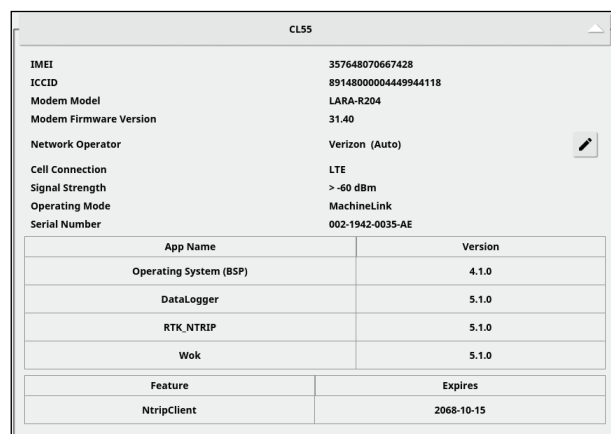 CL55
IMEI 357648070667428
ICCID 89148000004449944118
Modem Model LARA-R204
Modem Firmware Version 31.40
Network Operator Verizon (Auto)
Cell Connection LTE
Signal Strength > -60 dBm
Operating Mode MachineLink
Serial Number 002-1942-0035-AE
App Name Version
Operating System (BSP) 4.1.0
DataLogger 5.1.0
RTK_NTRIP 5.1.0
Wok 5.1.0
Feature Expires
NtripClient 2068-10-15